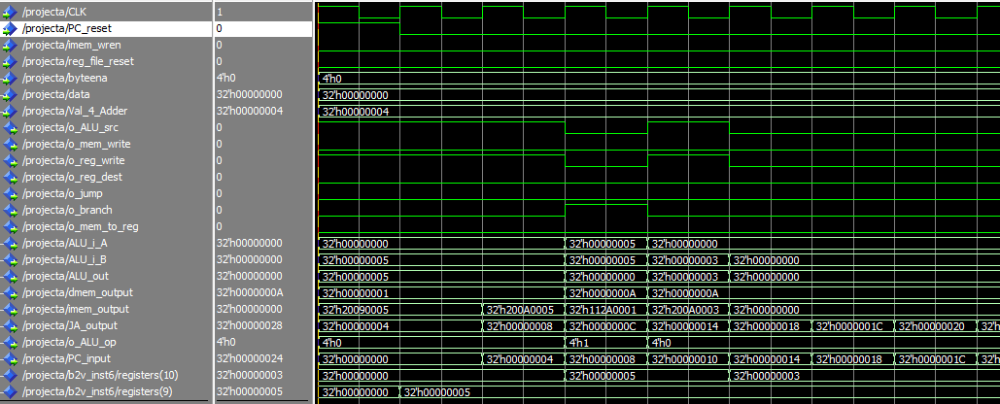 /projecta/CLK 1
/projecta/PC_reset 0
/projecta/imem_wren 0
/projecta/reg_file_reset 0
/projecta/byteena 4'h0 4'h0
/projecta/data 32'h00000000 32'h00000000
/projecta/Val_4_Adder 32'h00000004 32'h00000004
/projecta/o_ALU_src 0
/projecta/o_mem_write 0
/projecta/o_reg_write 0
/projecta/o_reg_dest 0
/projecta/o_jump 0
/projecta/o_branch 0
/projecta/o_mem_to_reg 0
/projecta/ALU_i_A 32'h00000000 32'h00000000 32'h00000005 32'h00000000
/projecta/ALU_i_B 32'h00000000 32'h00000005 32'h00000005 32'h00000003 32'h00000000
/projecta/ALU_out 32'h00000000 32'h00000005 32'h00000000 32'h00000003 32'h00000000
/projecta/dmem_output 32'h0000000A 32'h00000001 32'h0000000A 32'h0000000A
/projecta/imem_output 32'h00000000 32'h20090005 32'h200A0005 32'h112A0001 32'h200A0003 32'h00000000
/projecta/JA_output 32'h00000028 32'h00000004 32'h00000008 32'h0000000C 32'h00000014 32'h00000018 32'h0000001C 32'h00000020 32'h
/projecta/o_ALU_op 4'h0 4'h0 4'h1 4'h0
/projecta/PC_input 32'h00000024 32'h00000000 32'h00000004 32'h00000008 32'h00000010 32'h00000014 32'h00000018 32'h0000001C 32'h
/projecta/b2v_inst6/registers(10) 32'h00000003 32'h00000000 32'h00000005 32'h00000003
/projecta/b2v_inst6/registers(9) 32'h00000005 32'h00000000 32'h00000005